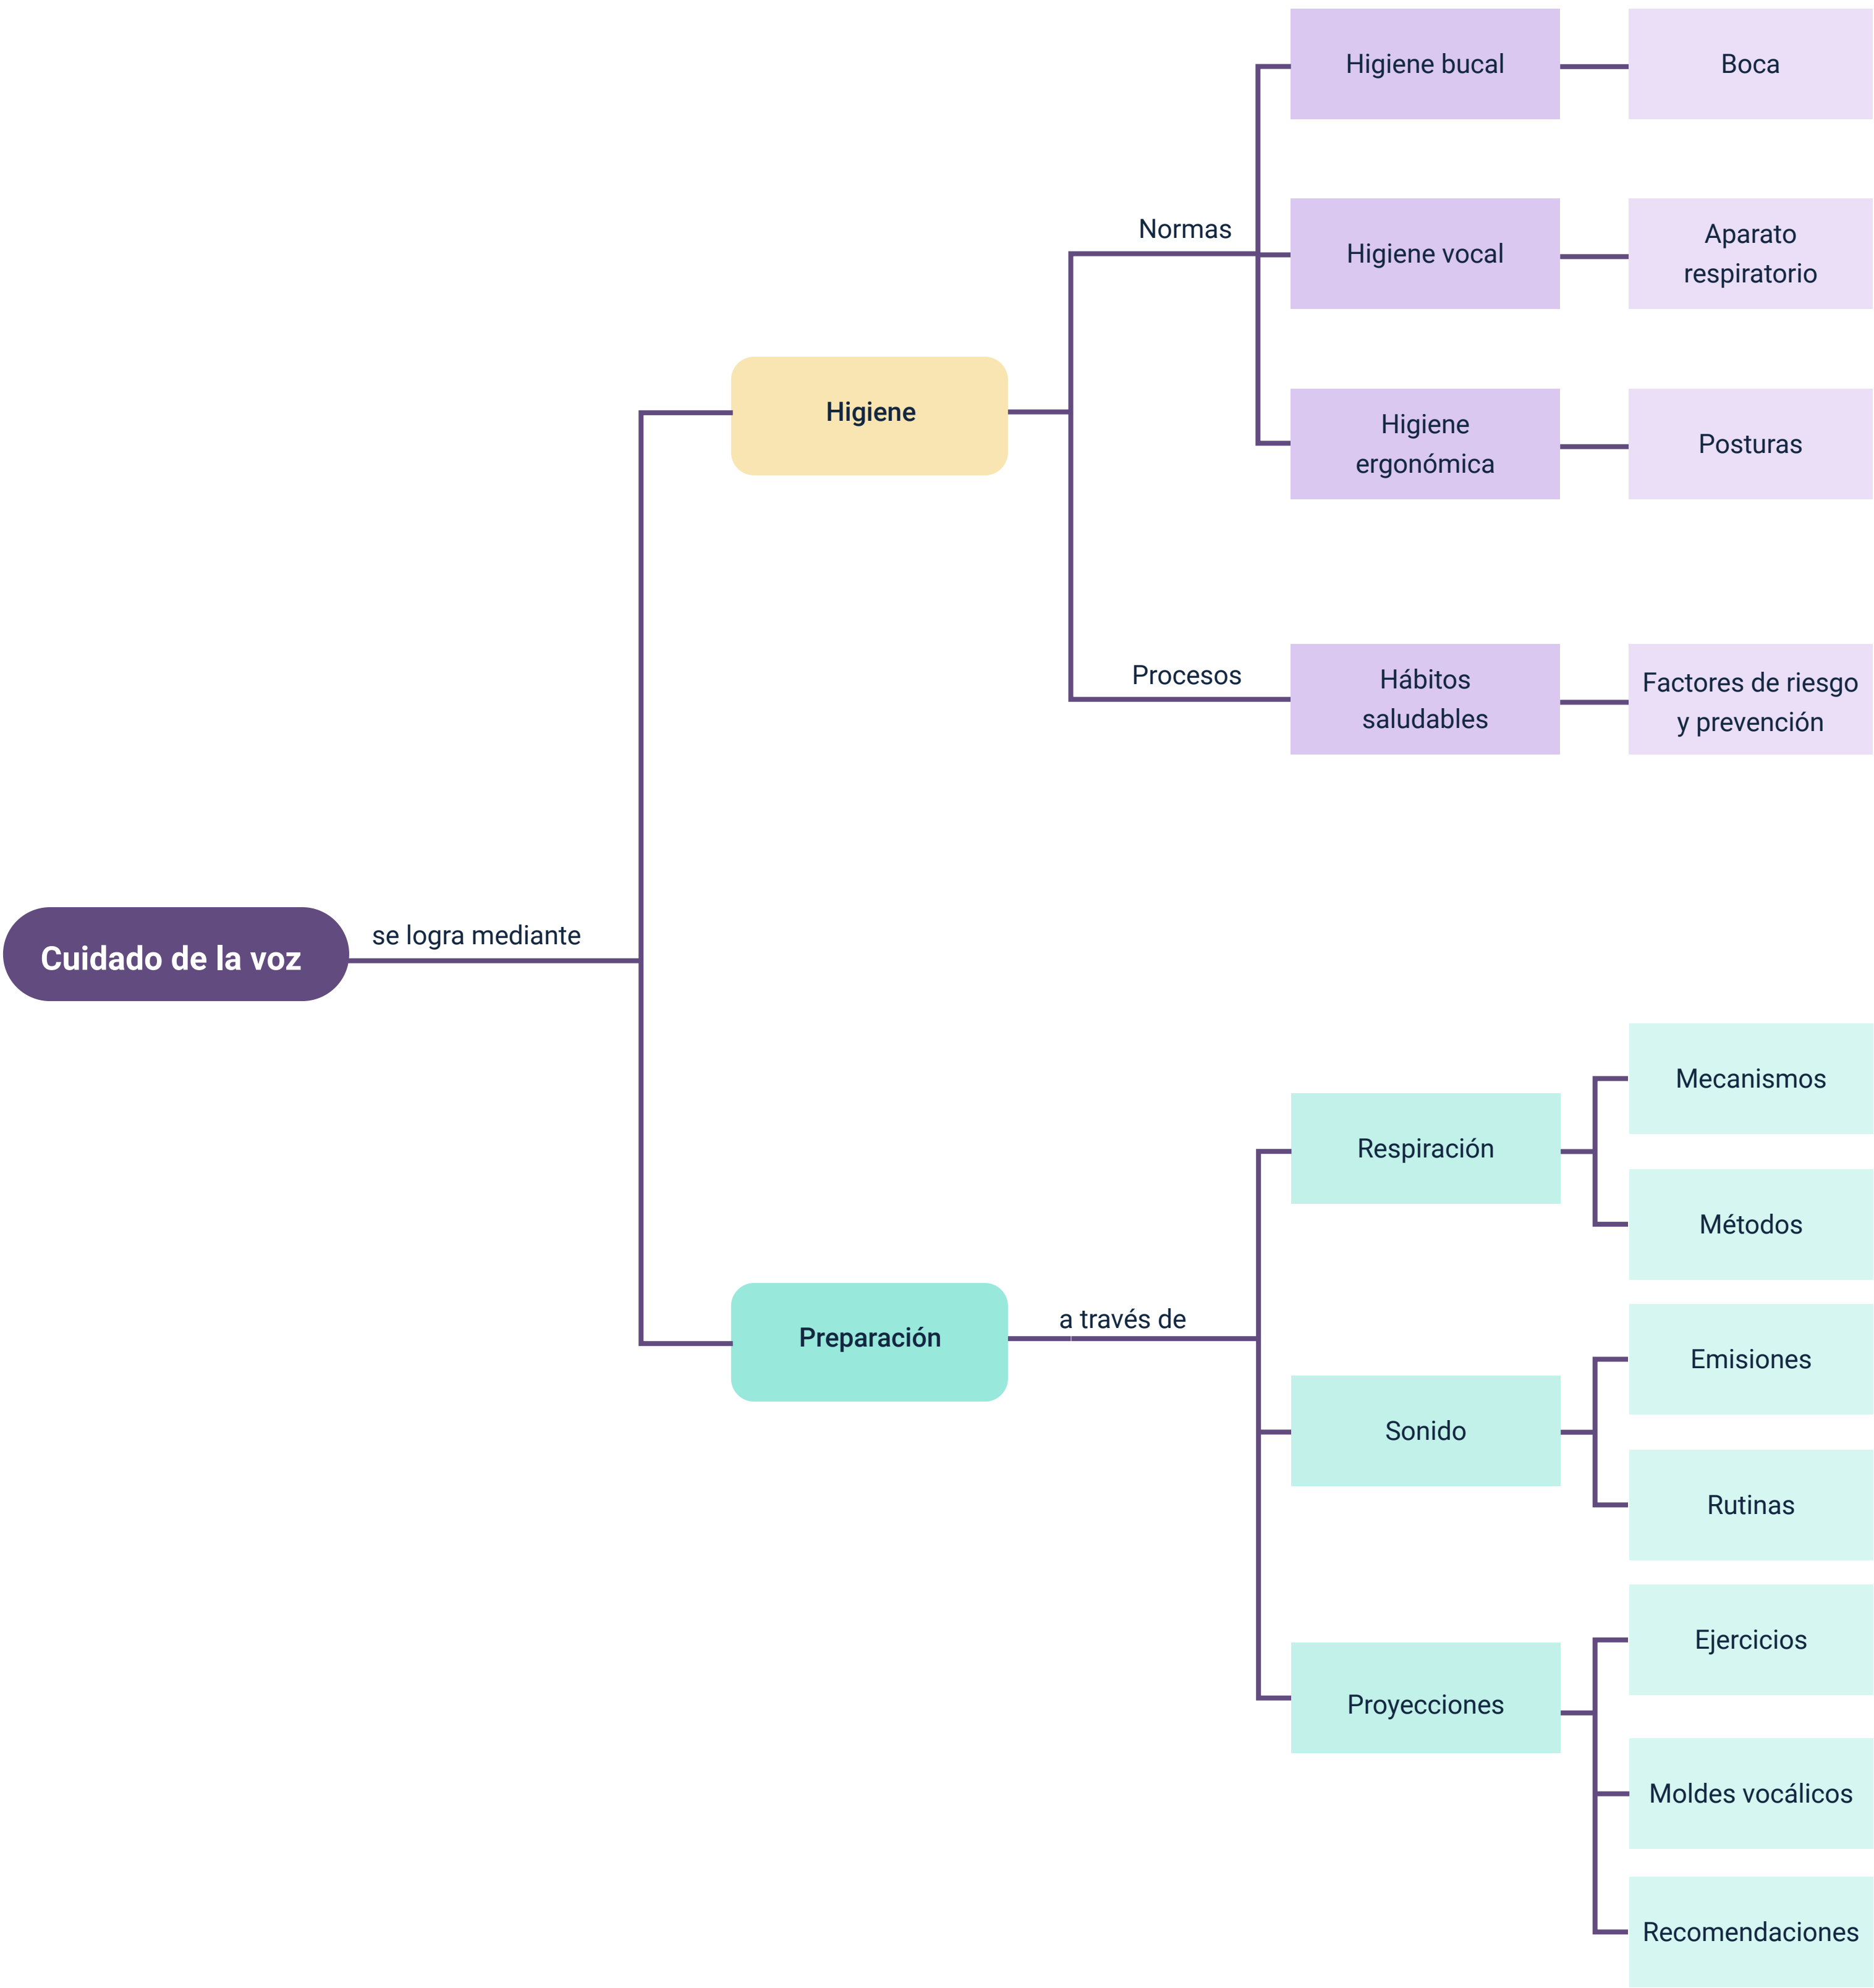 Cuidado de la voz
se logra mediante
Higiene
Normas
Higiene bucal
Boca
Higiene vocal
Aparato
respiratorio
Higiene
ergonómica
Posturas
Procesos
Hábitos
saludables
Factores de riesgo
y prevención
Preparación
a través de
Respiración
Mecanismos
Métodos
Sonido
Emisiones
Rutinas
Proyecciones
Ejercicios
Moldes vocálicos
Recomendaciones